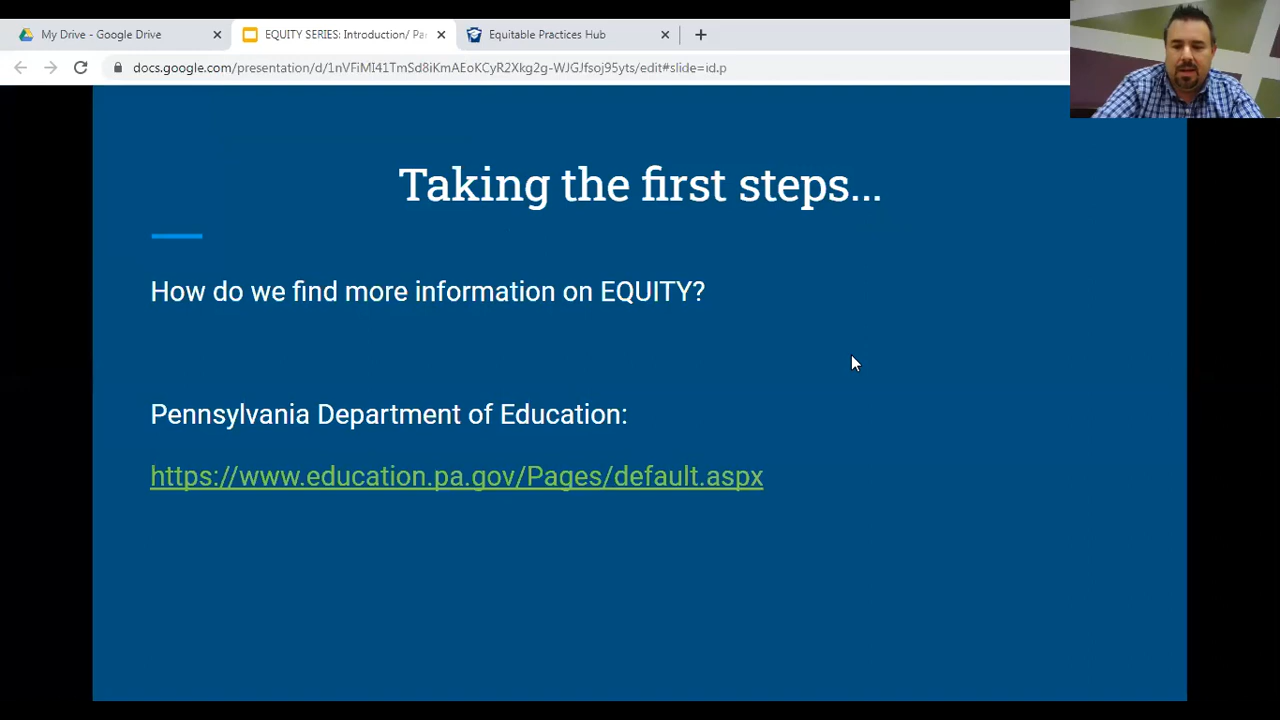 My Drive - Google Drive
EQUITY SERIES: Introduction/ Pa
Equitable Practices Hub
docs.google.com/presentation/d/1nVFiMI41TmSd8iKmAEoKCyR2Xkg2g-WJGJfsoj95yts/edit#slide=id.p
Taking the first steps...
How do we find more information on EQUITY?
Pennsylvania Department of Education:
https://www.education.pa.gov/Pages/default.aspx